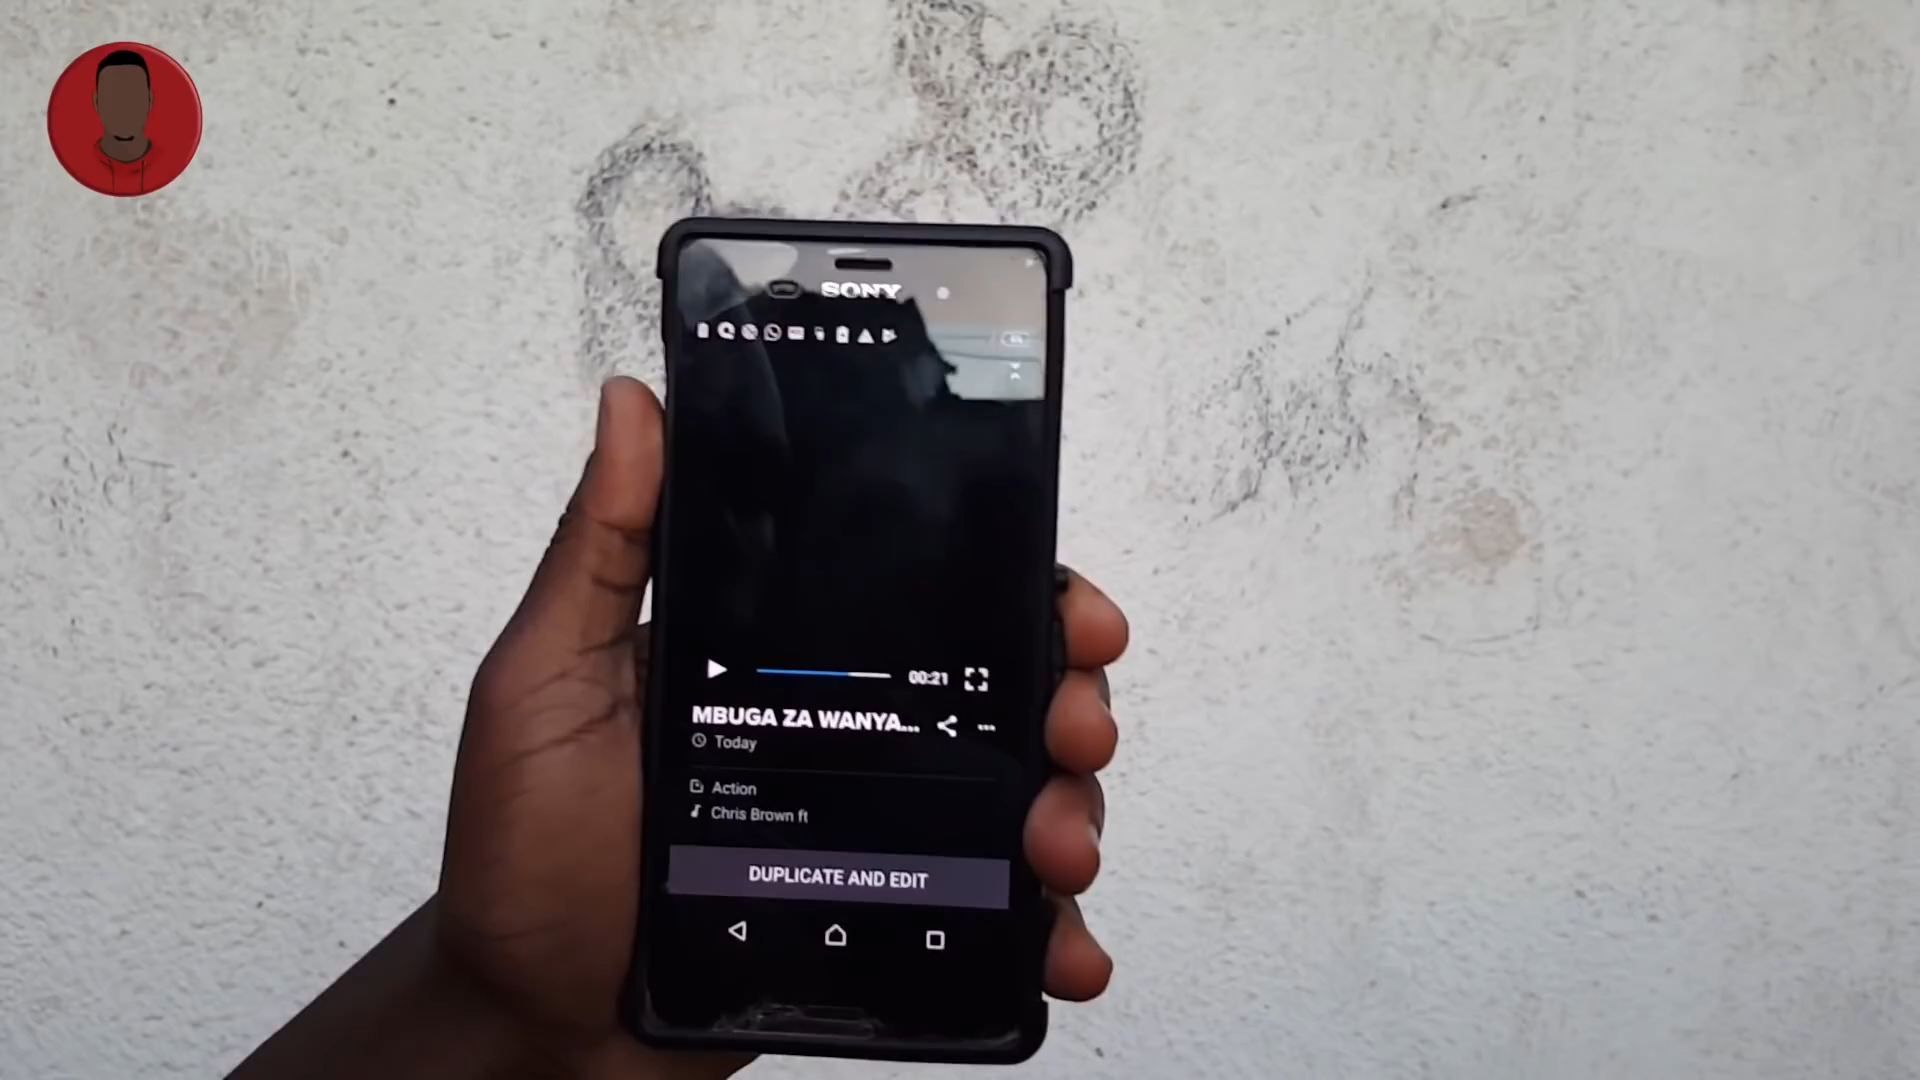 SONY
00:21
MBUGA ZA WANYA...
Today
Action
Chris Brown ft
DUPLICATE AND EDIT